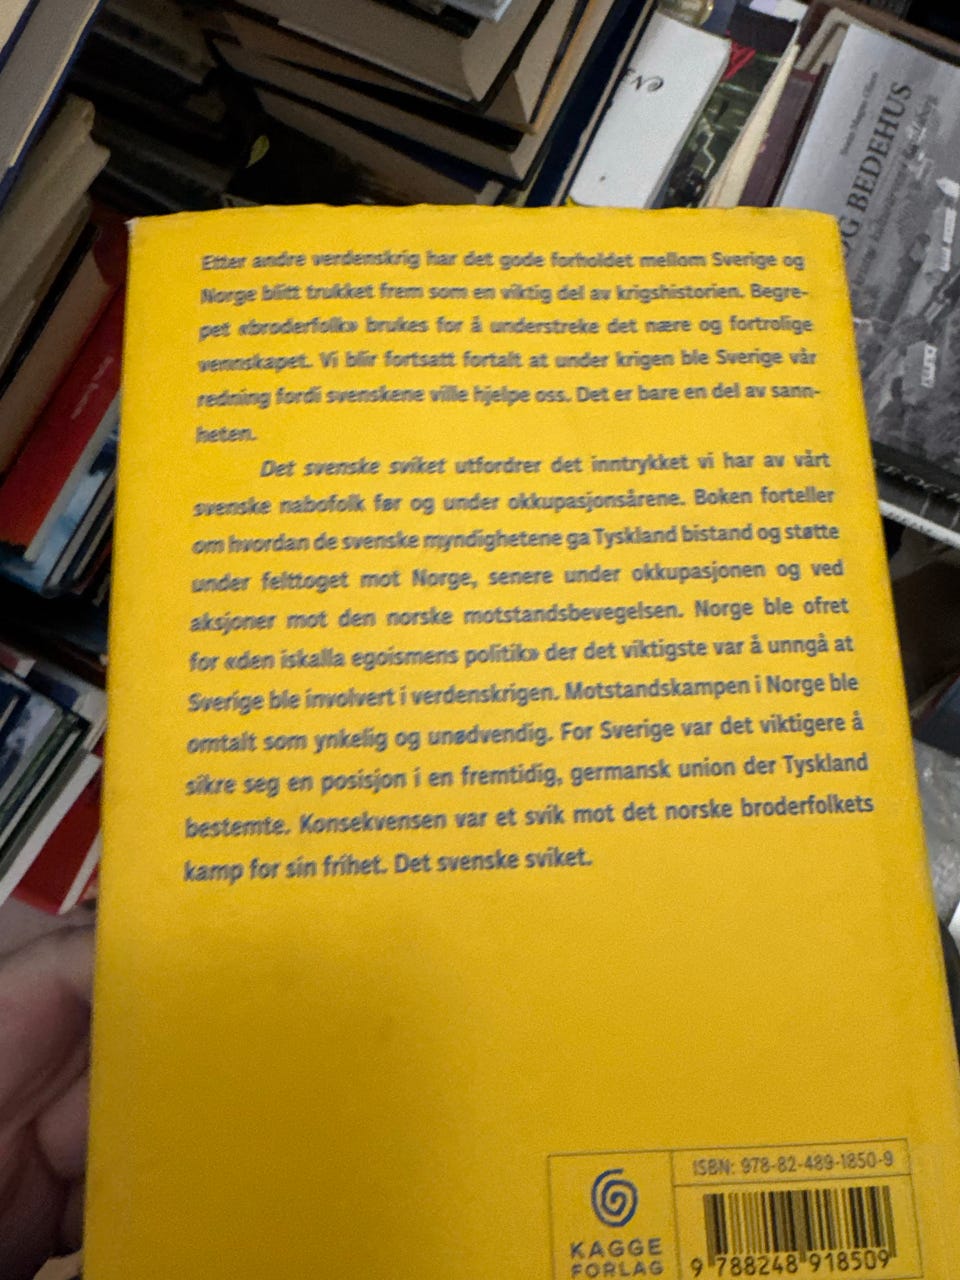 Etter andre verdenskrig har det gode forholdet mellom Sverige og
Norge blitt trukket frem som en viktig del av krigshistorien. Begre-
pet «broderfolk» brukes for å understreke det nære og fortrolige
vennskapet. Vi blir fortsatt fortalt at under krigen ble Sverige vår
redning fordi svenskene ville hjelpe oss. Det er bare en del av sann-
heten.
Det svenske sviket utfordrer det inntrykket vi har av vårt
svenske nabofolk før og under okkupasjonsårene. Boken forteller
om hvordan de svenske myndighetene ga Tyskland bistand og støtte
under felttoget mot Norge, senere under okkupasjonen og ved
aksjoner mot den norske motstandsbevegelsen. Norge ble ofret
for «den iskalla egoismens politik» der det viktigste var å unngå at
Sverige ble involvert i verdenskrigen. Motstandskampen i Norge ble
omtalt som ynkelig og unødvendig. For Sverige var det viktigere å
sikre seg en posisjon i en fremtidig, germansk union der Tyskland
bestemte. Konsekvensen var et svik mot det norske broderfolkets
kamp for sin frihet. Det svenske sviket.
ISBN: 978-82-489-1850-9
KAGGE
FORLAG
9 788248 918509
OG BEDEHUS